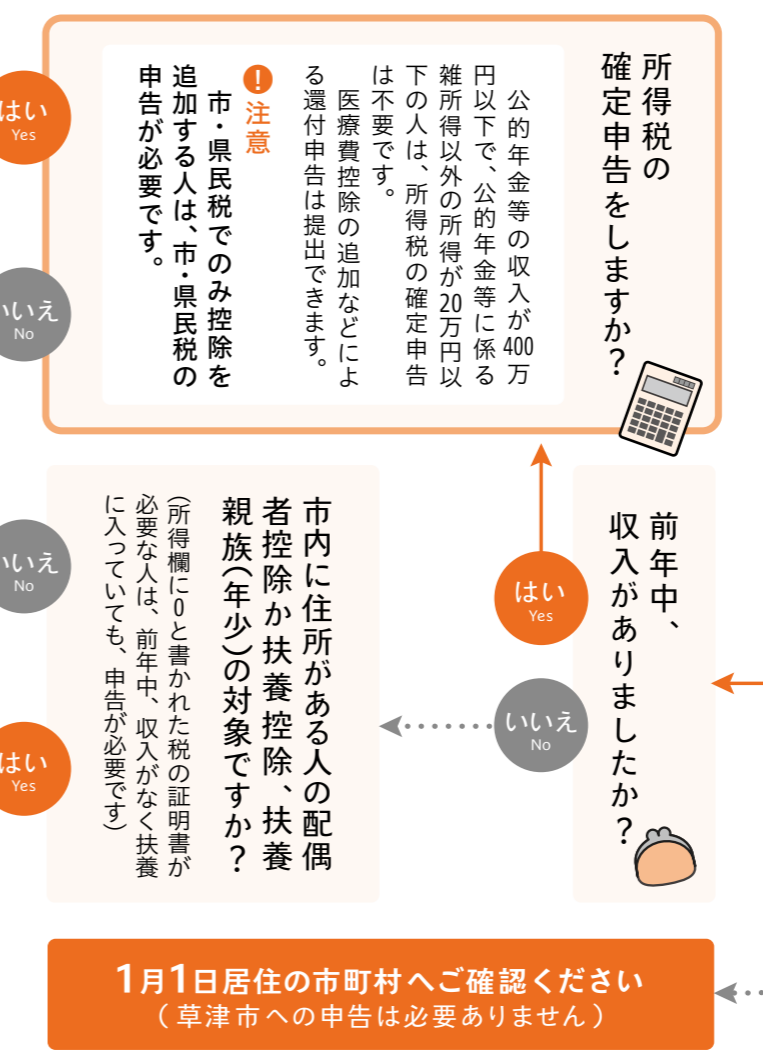 所得税の
確定申告をしますか？
公的年金等の収入が400万
円以下で、公的年金等に係る
雑所得以外の所得が20万円以
下の人は、所得税の確定申告
は不要です。
医療費控除の追加などによ
る還付申告は提出できます。
!注意
市・県民税でのみ控除を
追加する人は、市・県民税の
申告が必要です。
はい
Yes
いいえ
No
前年中、
収入がありましたか？
はい
Yes
いいえ
No
市内に住所がある人の配偶
者控除か扶養控除、扶養
親族(年少)の対象ですか？
(所得欄に0と書かれた税の証明書が
必要な人は、前年中、収入がなく扶養
に入っていても、申告が必要です)
いいえ
No
はい
Yes
1月1日居住の市町村へご確認ください
(草津市への申告は必要ありません)